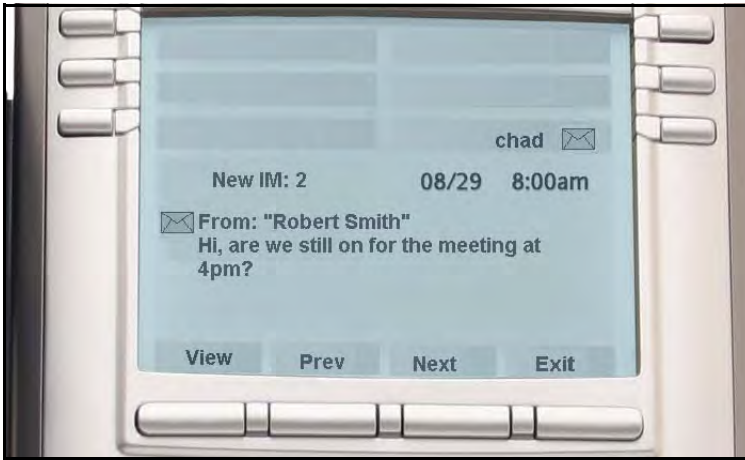 chad
New IM: 2 08/29 8:00am
From: "Robert Smith"
Hi, are we still on for the meeting at
4pm?
View Prev Next Exit